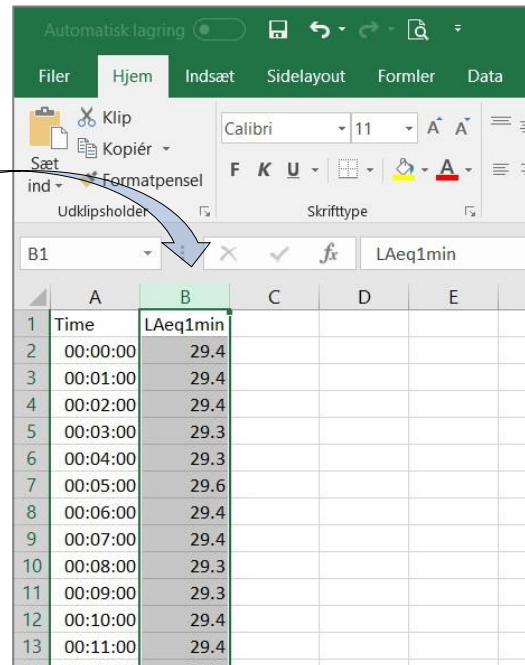 Automatisk lagring
Filer Hjem Indsæt Sidelayout Formler Data
Klip
Kopiér
Formatpensel
Sæt
ind
Calibri 11 A A
F K U A
Udklipsholder Skrifttype
B1 fx LAeq1min
A B C D E
1 Time LAeq1min
2 00:00:00 29.4
3 00:01:00 29.4
4 00:02:00 29.4
5 00:03:00 29.3
6 00:04:00 29.3
7 00:05:00 29.6
8 00:06:00 29.4
9 00:07:00 29.4
10 00:08:00 29.3
11 00:09:00 29.3
12 00:10:00 29.4
13 00:11:00 29.4